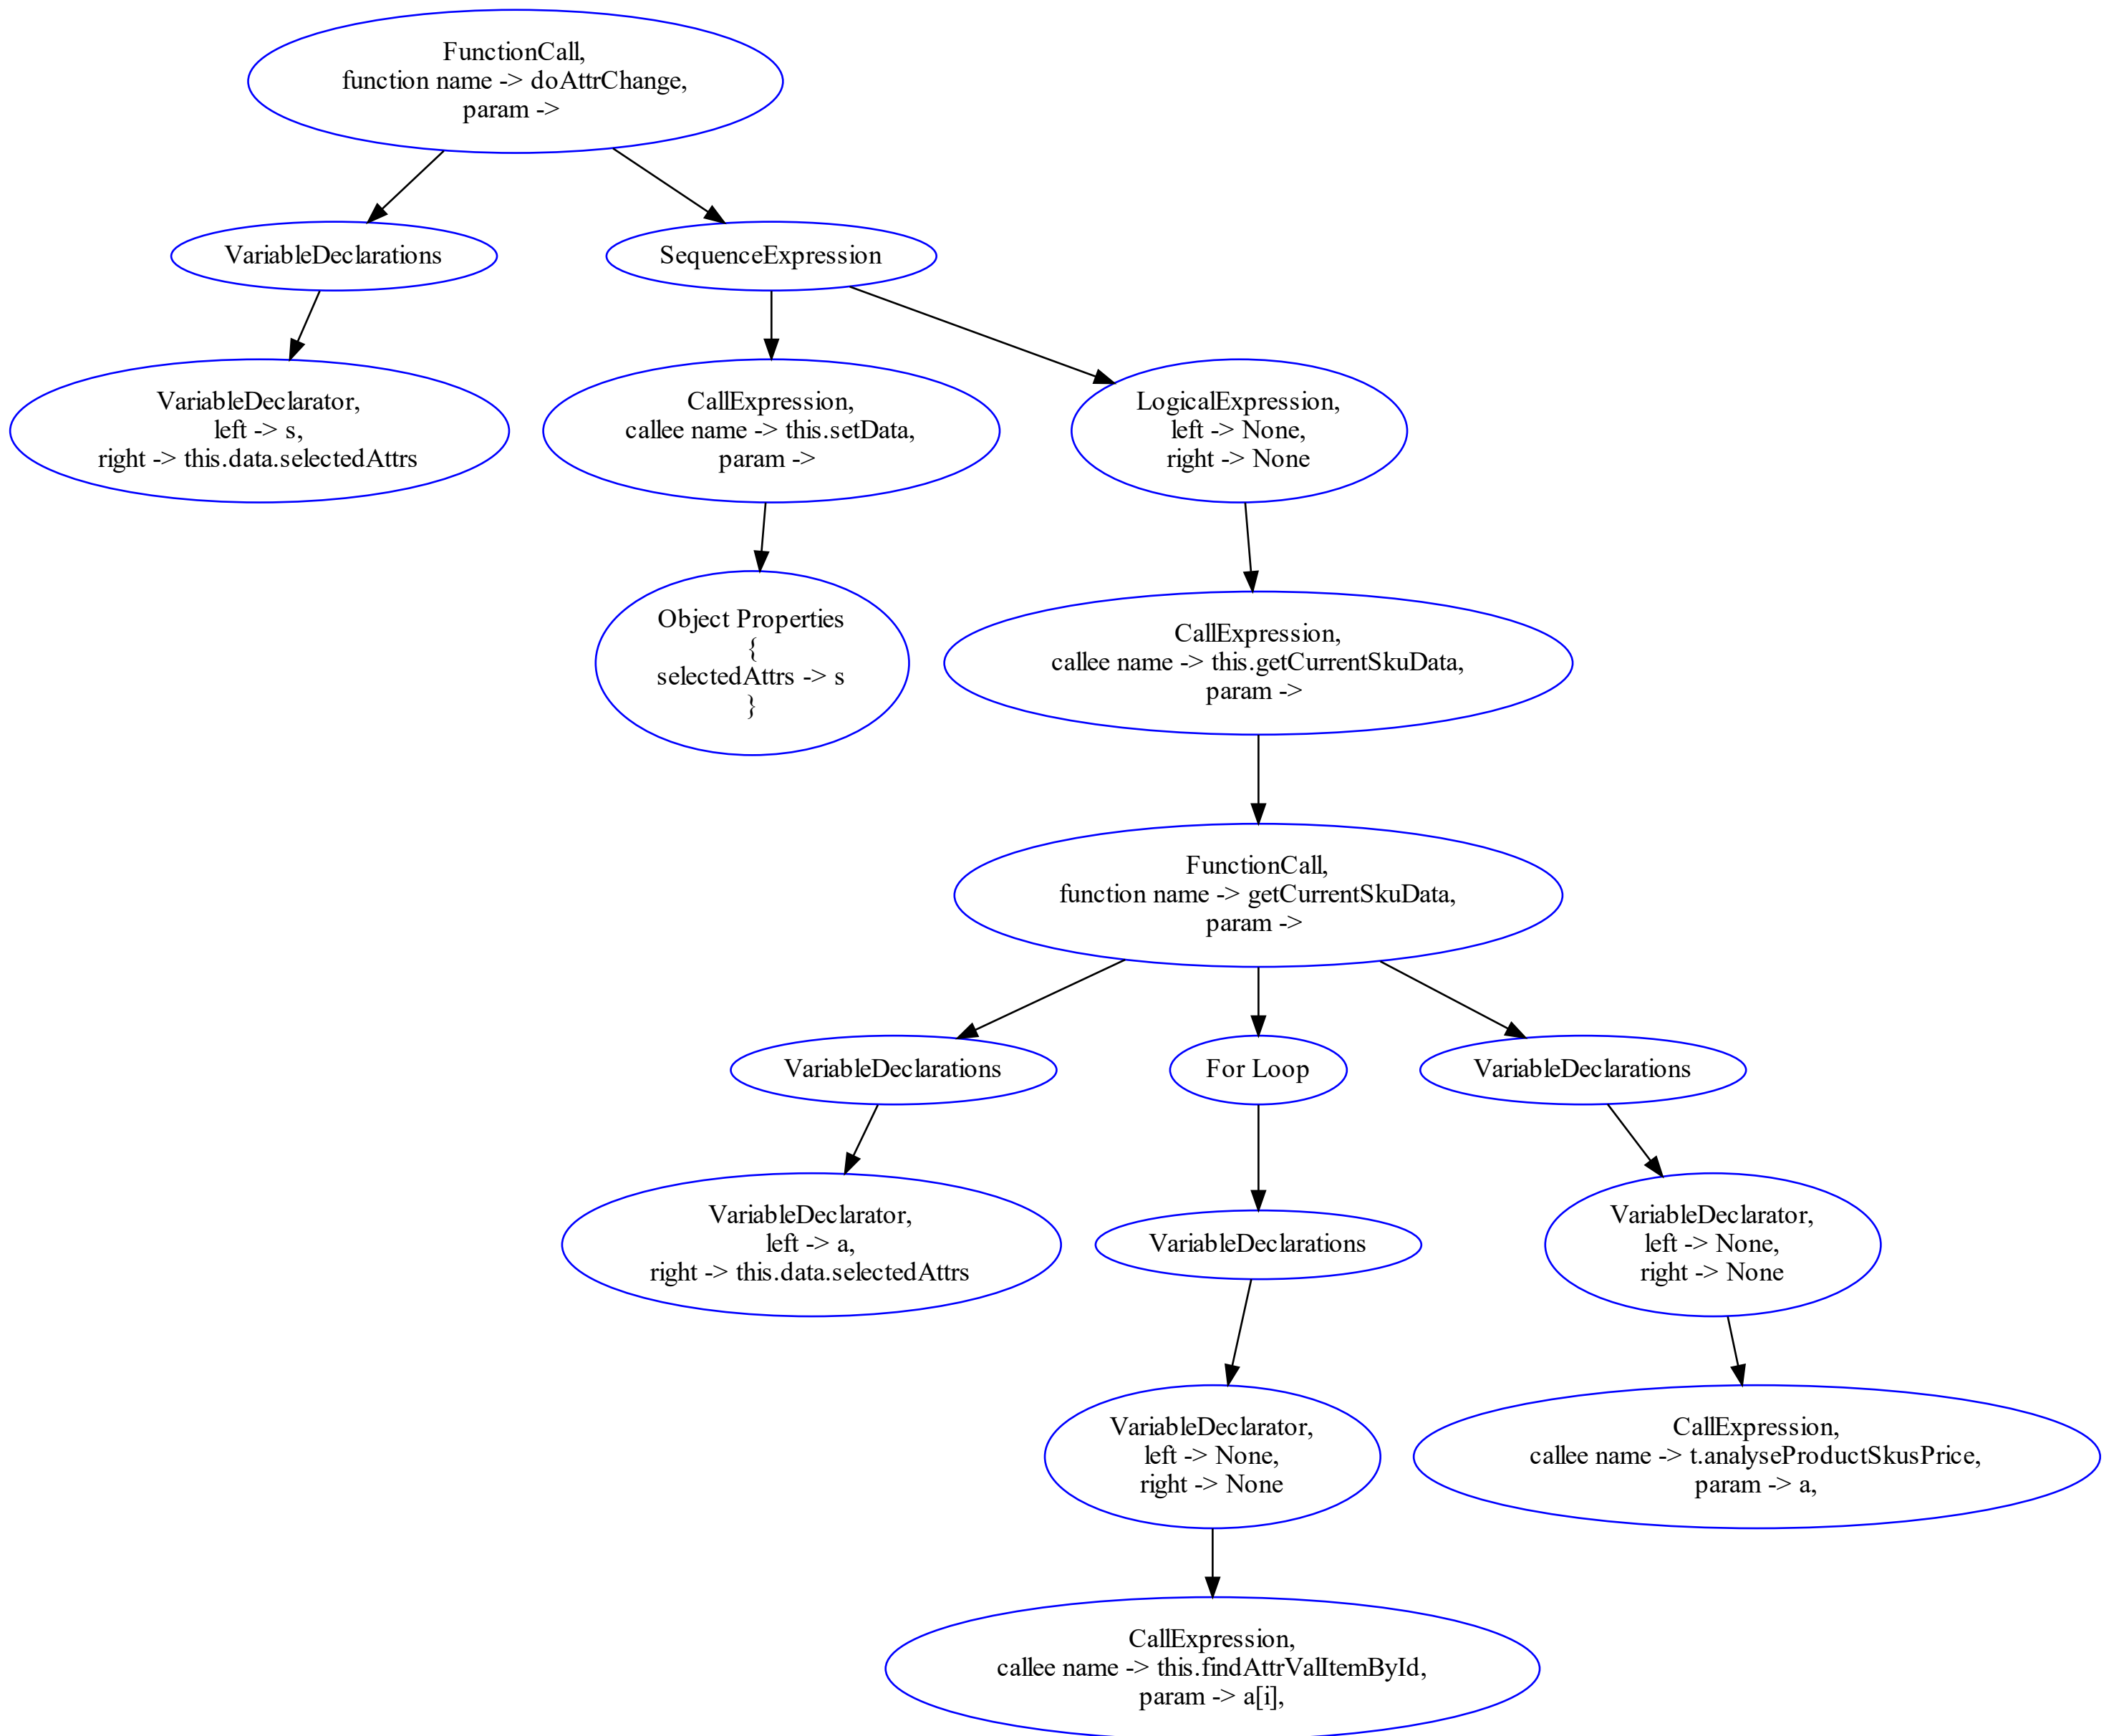 FunctionCall,
function name -> doAttrChange,
param ->
VariableDeclarations
SequenceExpression
VariableDeclarator,
left -> s,
right -> this.data.selectedAttrs
CallExpression,
callee name -> this.setData,
param ->
LogicalExpression,
left -> None,
right -> None
Object Properties
{
selectedAttrs -> s
}
CallExpression,
callee name -> this.getCurrentSkuData,
param ->
FunctionCall,
function name -> getCurrentSkuData,
param ->
VariableDeclarations
For Loop
VariableDeclarations
VariableDeclarator,
left -> a,
right -> this.data.selectedAttrs
VariableDeclarations
VariableDeclarator,
left -> None,
right -> None
VariableDeclarator,
left -> None,
right -> None
CallExpression,
callee name -> t.analyseProductSkusPrice,
param -> a,
CallExpression,
callee name -> this.findAttrValItemById,
param -> a[i],